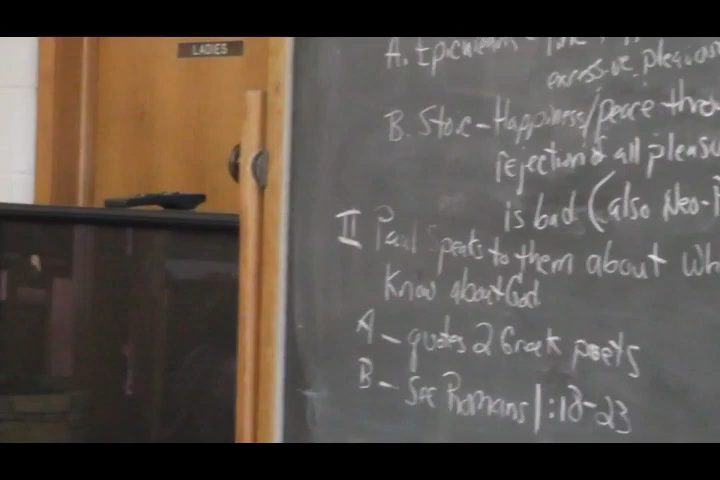 LADIES
A. Epicurean -
excessive pleasure
B. Stoic - Happiness/peace thro
rejection of all pleasu
is bad (also Neo-P
II Paul speaks to them about wh
know about God
A - quotes 2 Greek poets
B - See Romans 1:18-23